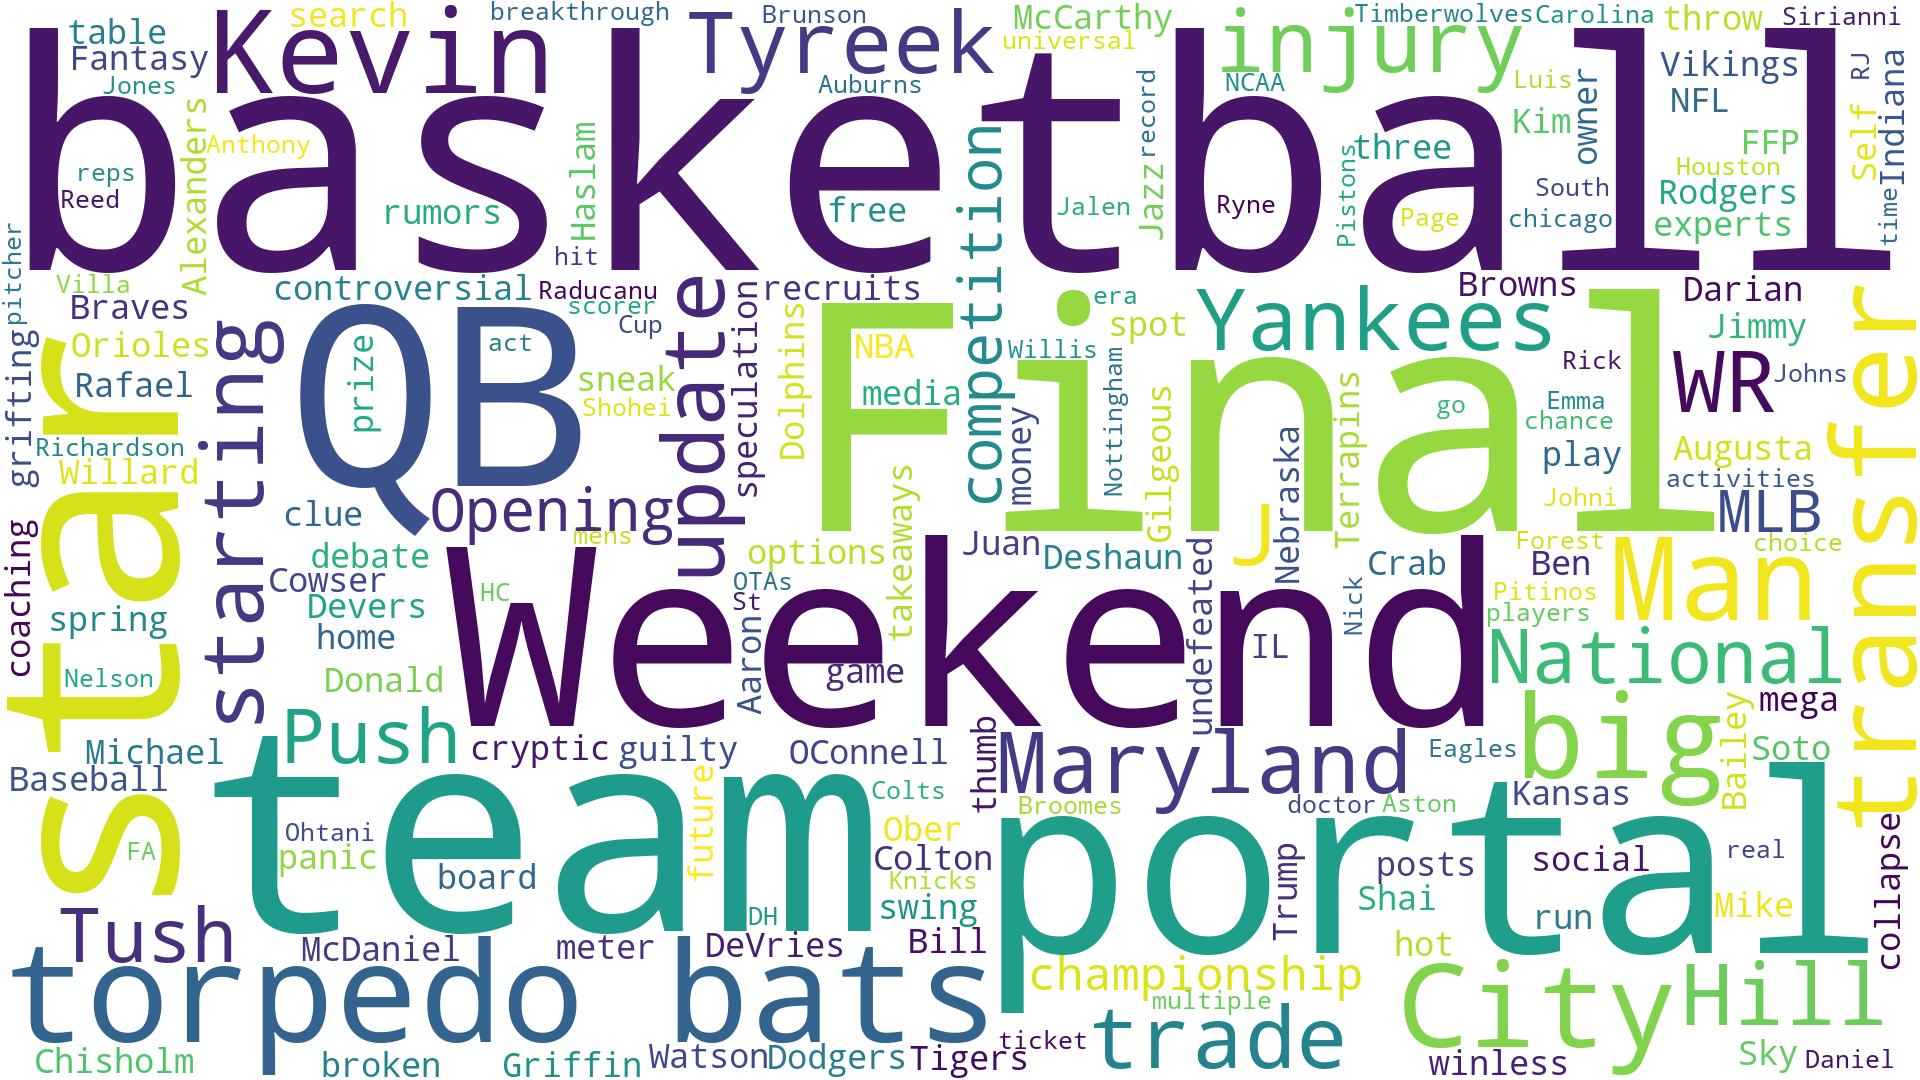 search
breakthrough
Brunson
McCarthy
Timberwolves
Carolina
throw
Sirianni
table
Kevin
Tyreek
universal
injury
Fantasy
Jones
Auburns
NCAA
Luis
Vikings
RJ
basketball
Alexanders
Anthony
Haslam
record
Kim
owner
NFL
Indiana
reps
Reed
rumors
free
competition
Jalen
Jazz
Ryne
Pistons
three
Page
South
chicago
FFP
Houston
Rodgers
experts
Self
time
pitcher
Villa
hit
Braves
controversial
Raducanu
scorer
Cup
update
speculation
recruits
era
spot
Yankees
Browns
Darian
Jimmy
Orioles
Rafael
grifting
starting
QB
prize
act
sneak
Shohei
Dolphins
NBA
media
Final
Willis
Nottingham
Gilgeous
Terrapins
go
Rick
Emma
chance
WR
Johns
transfer
Richardson
Willard
star
clue
Opening
mens
takeaways
money
Nebraska
play
Johni
Augusta
activities
MLB
coaching
debate
Cowser
Devers
HC
options
OTAs
St
Juan
Deshaun
J
Nick
Crab
Forest
Ben
Pitinos
players
choice
Man
spring
home
Nelson
Donald
Weekend
Aaron
game
undefeated
IL
National
Michael
Baseball
Push
cryptic
guilty
OConnell
thumb
Maryland
Eagles
big
Bailey
mega
Soto
Colts
Broomes
doctor
Aston
Kansas
FA
Ohtani
panic
board
team
future
DH
Ober
Colton
Knicks
swing
portal
Trump
posts
Shai
social
run
real
Mike
collapse
Tush
McDaniel
meter
DeVries
Bill
championship
hot
torpedo bats
multiple
City
Hill
Chisholm
broken
Griffin
Watson
Dodgers
Tigers
ticket
trade
winless
Sky
Daniel